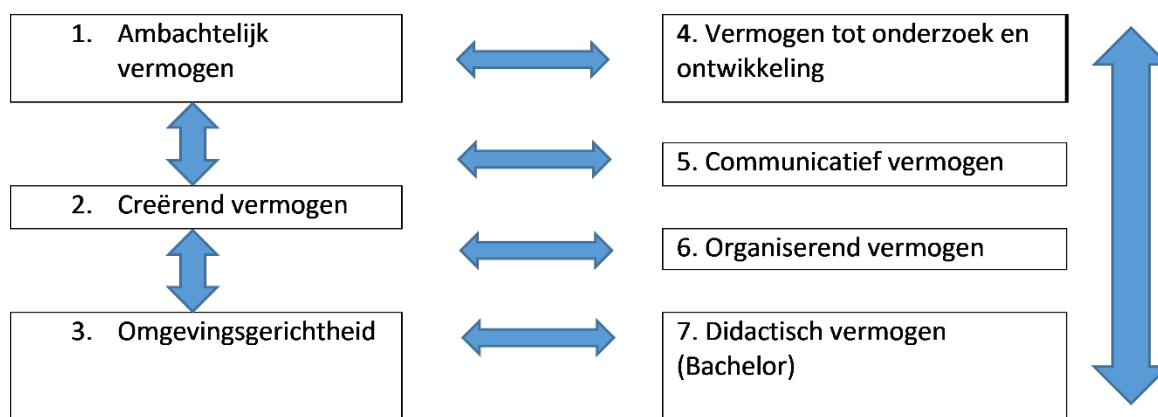 1. Ambachtelijk
vermogen
2. Creërend vermogen
3. Omgevingsgerichtheid
4. Vermogen tot onderzoek en
ontwikkeling
5. Communicatief vermogen
6. Organiserend vermogen
7. Didactisch vermogen
(Bachelor)